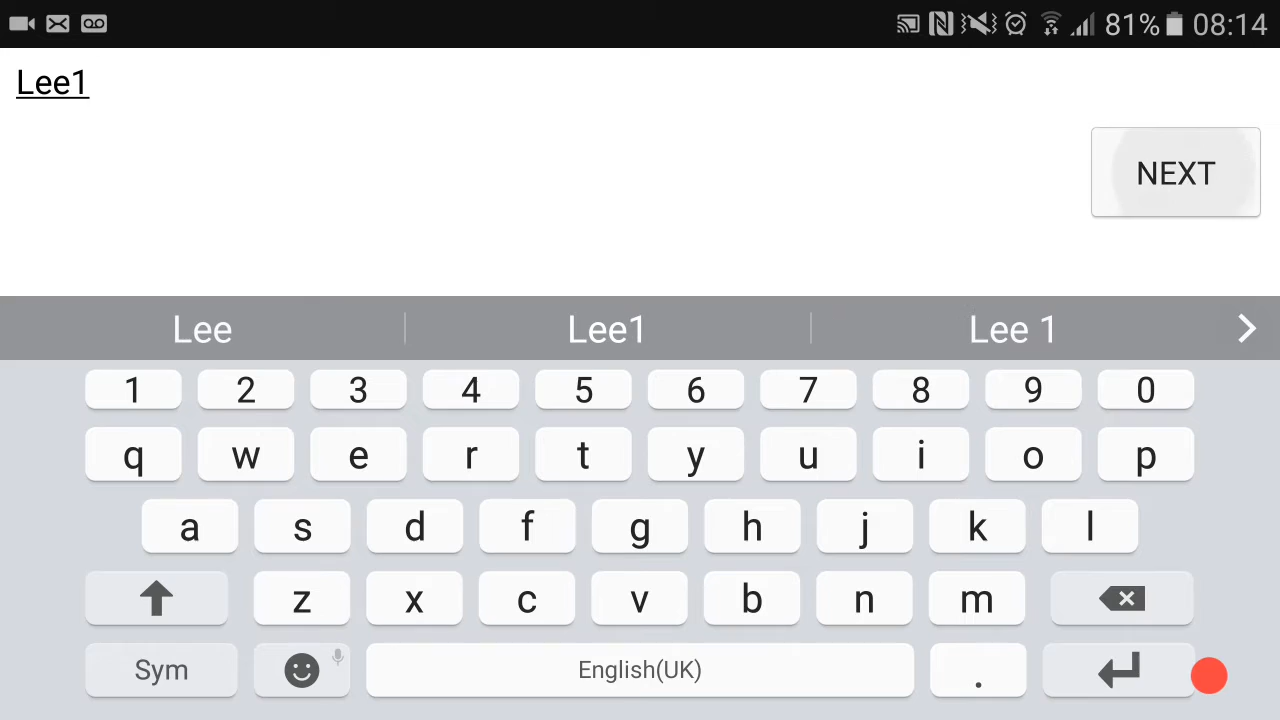 81% 08:14
Lee1
NEXT
Lee Lee1 Lee 1
1 2 3 4 5 6 7 8 9 0
q w e r t y u i o p
a s d f g h j k l
z x c v b n m
Sym English(UK) .